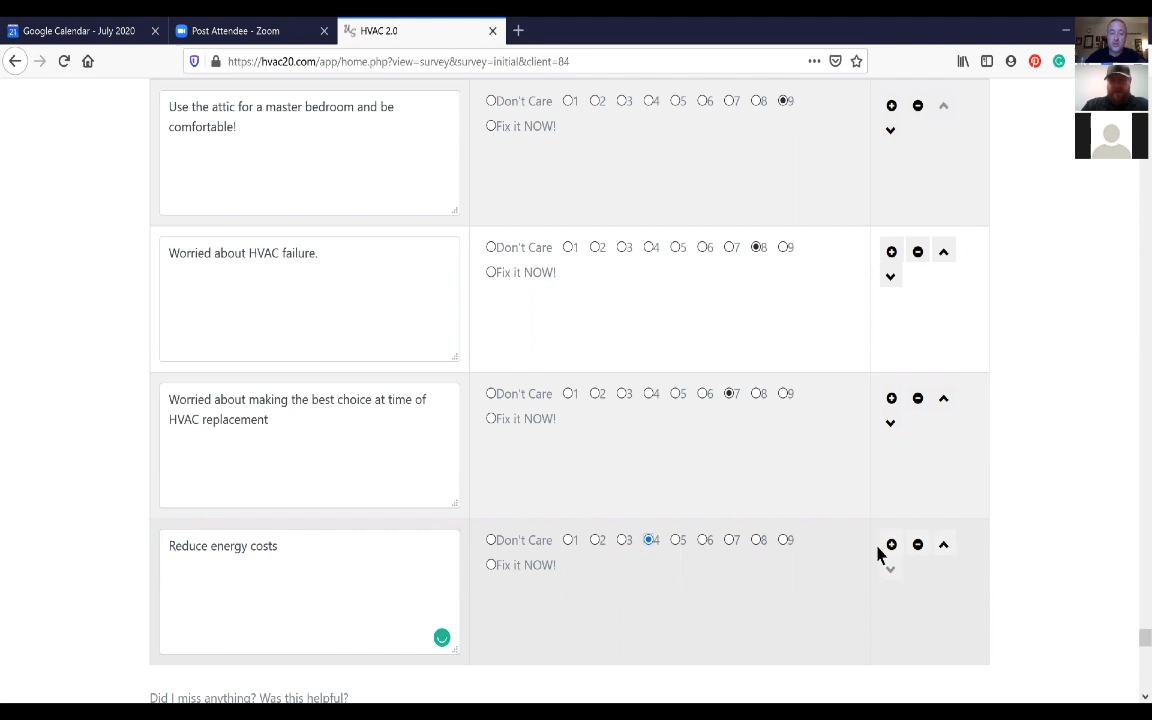 21 Google Calendar - July 2020
Post Attendee - Zoom
HVAC 2.0
https://hvac20.com/app/home.php?view=survey&survey=initial&client=84
Use the attic for a master bedroom and be
comfortable!
Don't Care 1 2 3 4 5 6 7 8 9
Fix it NOW!
Worried about HVAC failure.
Don't Care 1 2 3 4 5 6 7 8 9
Fix it NOW!
Worried about making the best choice at time of
HVAC replacement
Don't Care 1 2 3 4 5 6 7 8 9
Fix it NOW!
Reduce energy costs
Don't Care 1 2 3 4 5 6 7 8 9
Fix it NOW!
Did I miss anything? Was this helpful?